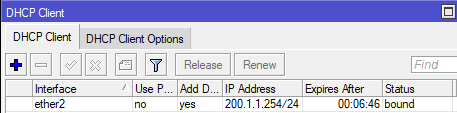 DHCP Client
DHCP Client DHCP Client Options
Release Renew Find
Interface Use P... Add D... IP Address Expires After Status
ether2 no yes 200.1.1.254/24 00:06:46 bound